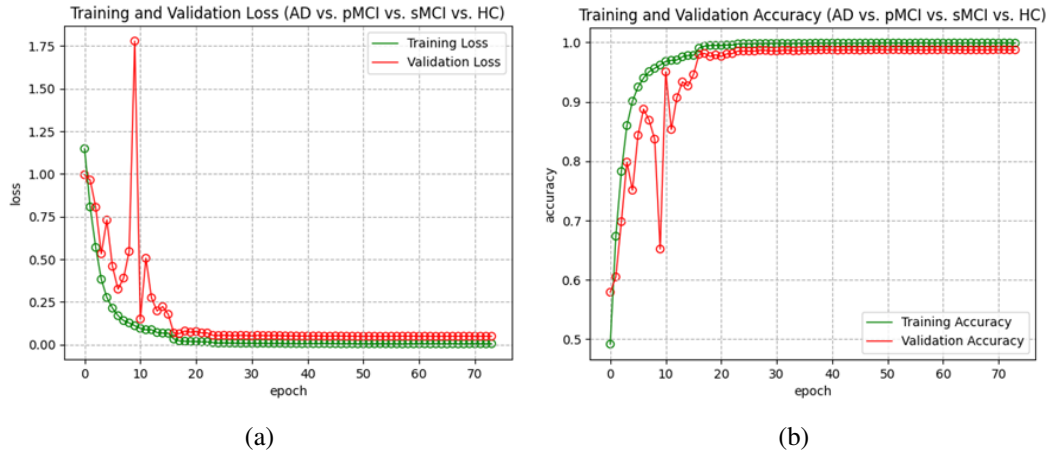 Training and Validation Loss (AD vs. pMCI vs. sMCI vs. HC)
Training Loss
Validation Loss
1.75
1.50
1.25
1.00
0.75
0.50
0.25
0.00
loss
0 10 20 30 40 50 60 70
epoch
(a)
Training and Validation Accuracy (AD vs. pMCI vs. sMCI vs. HC)
1.0
0.9
0.8
0.7
0.6
0.5
accuracy
Training Accuracy
Validation Accuracy
0 10 20 30 40 50 60 70
epoch
(b)